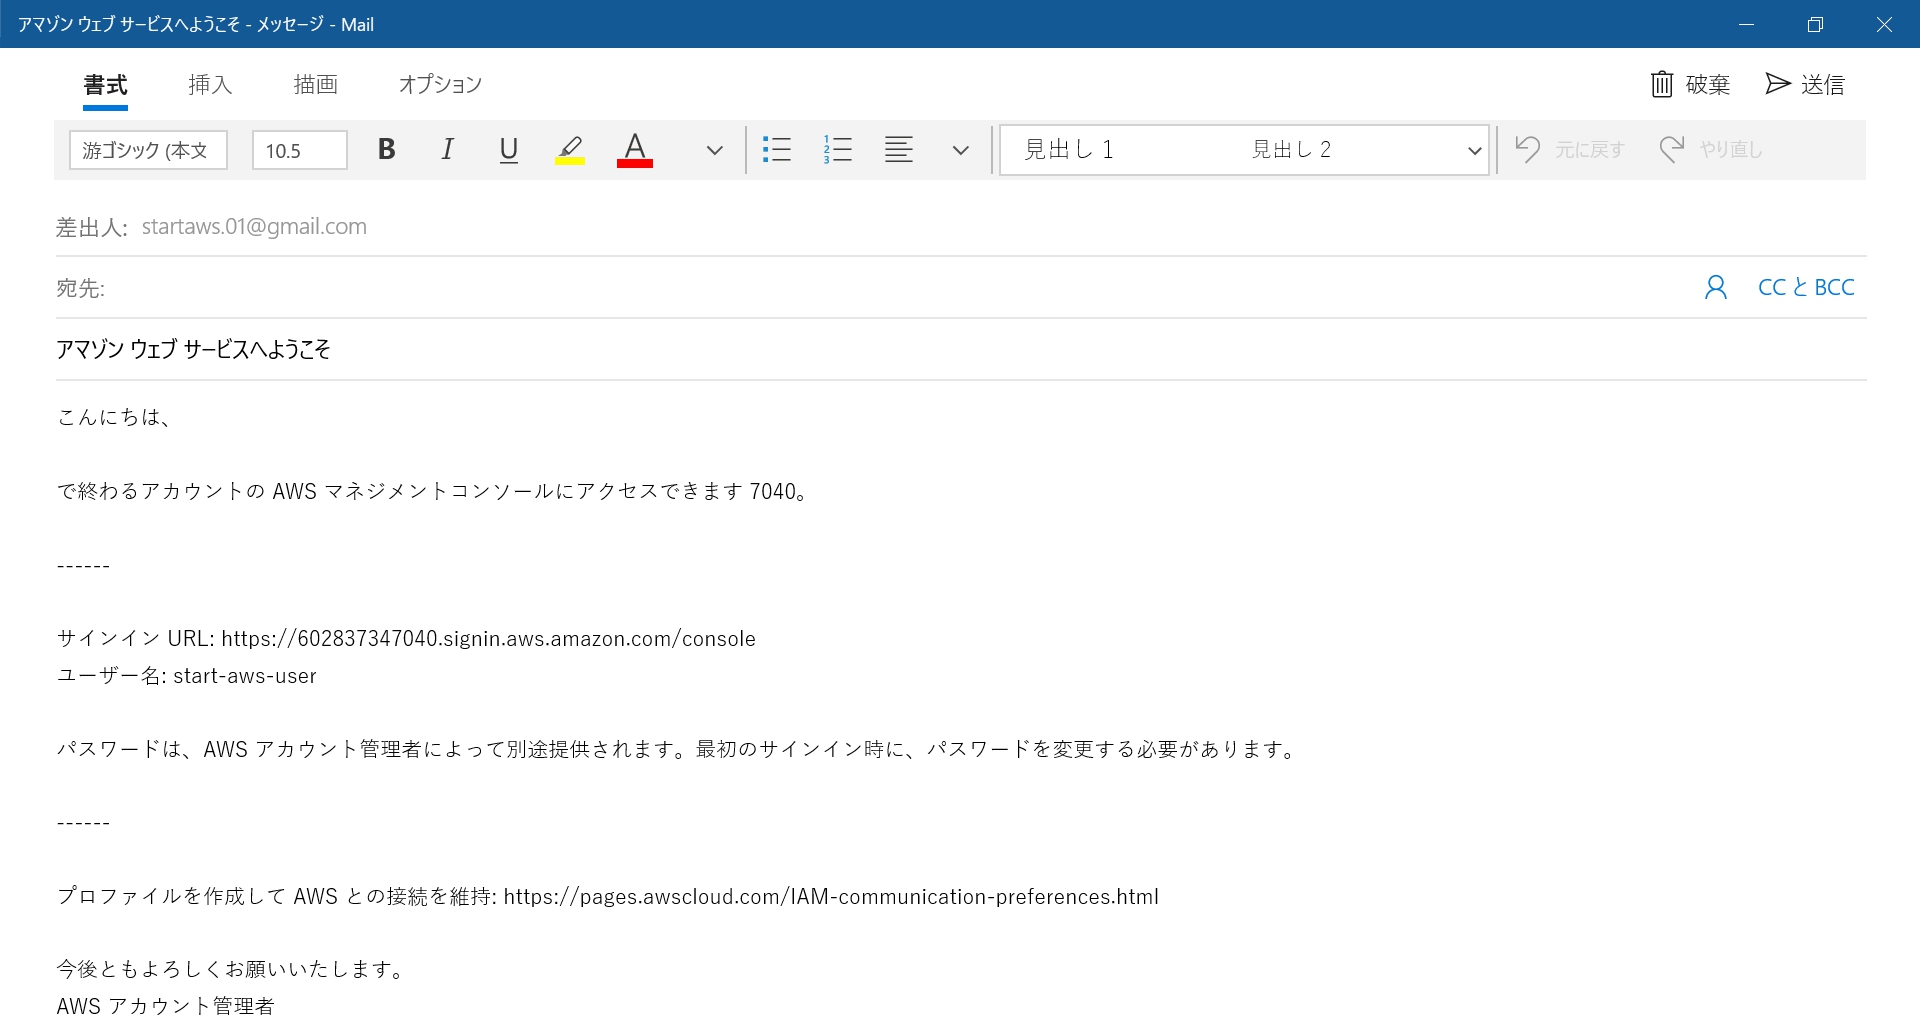 アマゾン ウェブ サービスへようこそ - メッセージ - Mail
書式 挿入 描画 オプション 破棄 送信
游ゴシック (本文 10.5 B I U A 見出し 1 見出し 2 元に戻す やり直し
差出人: startaws.01@gmail.com
宛先: CC と BCC
アマゾン ウェブ サービスへようこそ
こんにちは、
で終わるアカウントの AWS マネジメントコンソールにアクセスできます 7040。
------
サインイン URL: https://602837347040.signin.aws.amazon.com/console
ユーザー名: start-aws-user
パスワードは、AWS アカウント管理者によって別途提供されます。最初のサインイン時に、パスワードを変更する必要があります。
------
プロファイルを作成して AWS との接続を維持: https://pages.awscloud.com/IAM-communication-preferences.html
今後ともよろしくお願いいたします。
AWS アカウント管理者